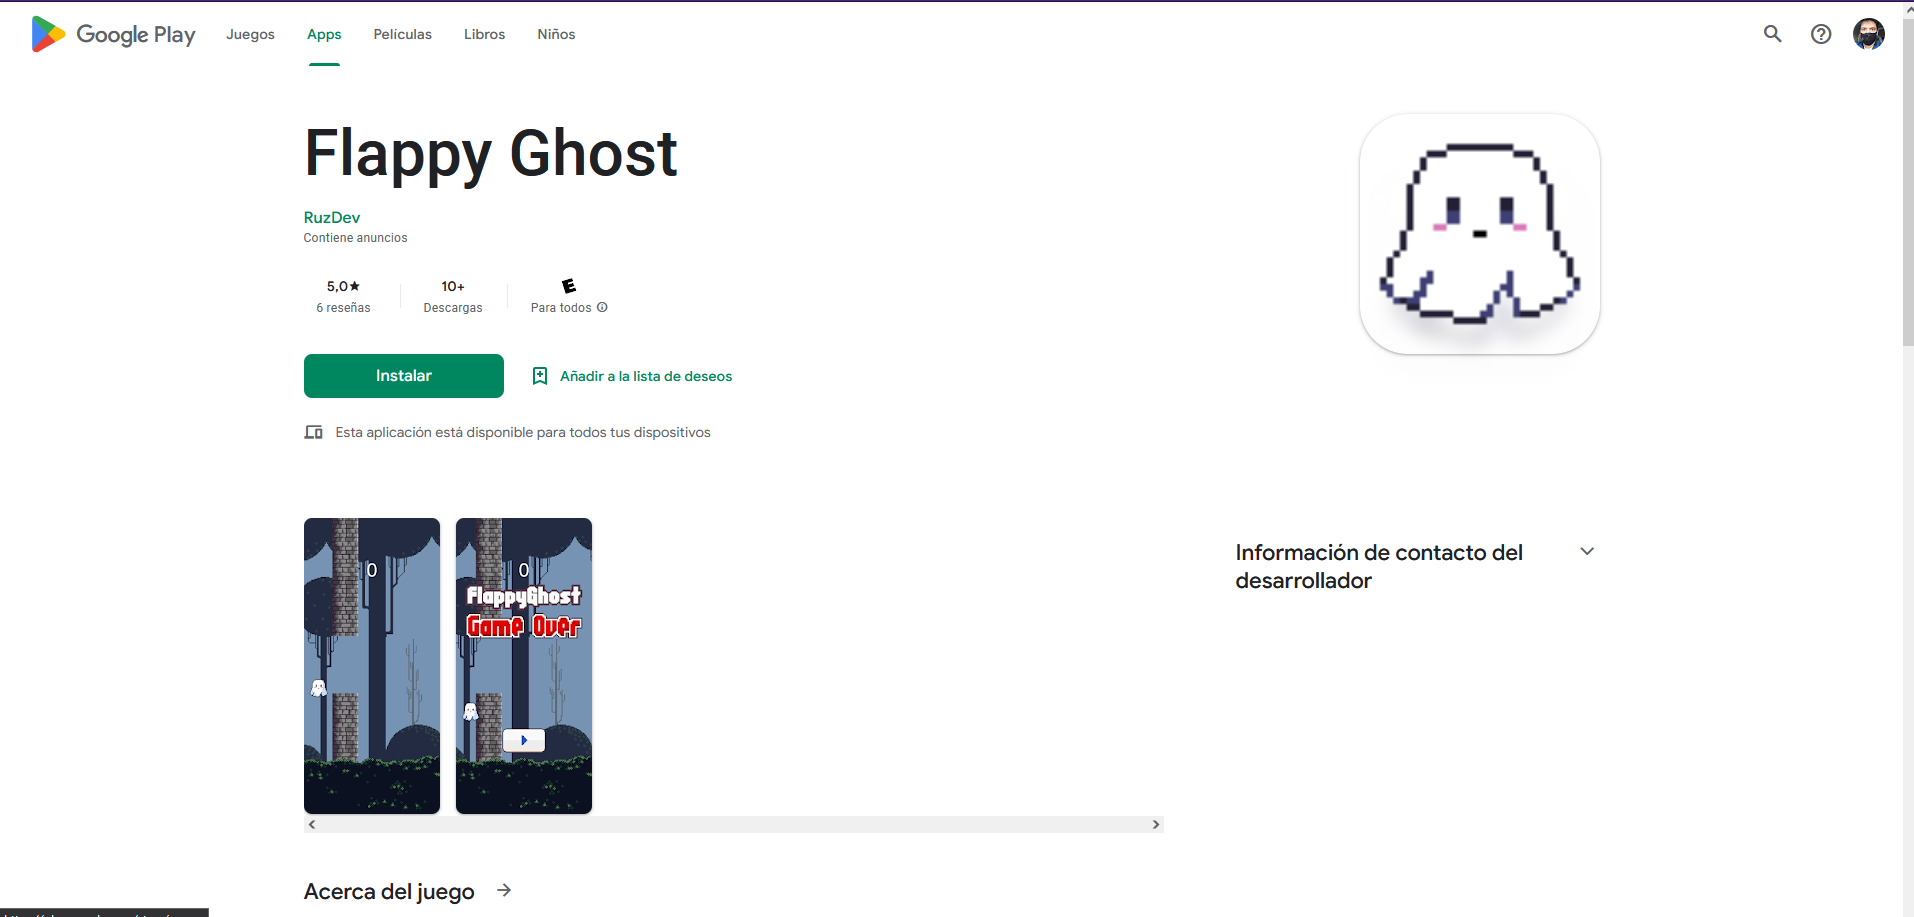 Google Play
Juegos
Apps
Películas
Libros
Niños
Flappy Ghost
RuzDev
Contiene anuncios
5,0★
6 reseñas
10+
Descargas
E
Para todos
Instalar
Añadir a la lista de deseos
Esta aplicación está disponible para todos tus dispositivos
0
0
FlappyGhost
Game Over
Información de contacto del
desarrollador
Acerca del juego